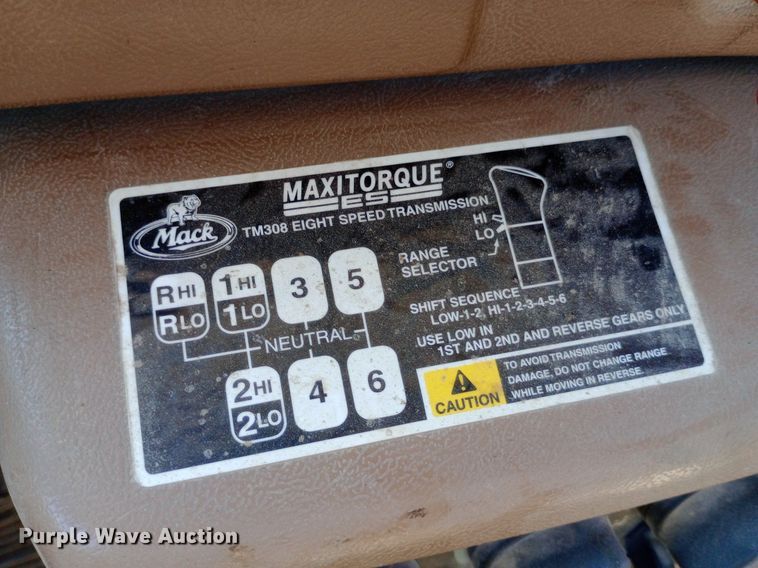 MAXITORQUE®
ES
TM308 EIGHT SPEED TRANSMISSION
Mack
HI
LO
RANGE
SELECTOR
R HI
R LO
1 HI
1 LO
3
5
NEUTRAL
2 HI
2 LO
4
6
SHIFT SEQUENCE
LOW-1-2, HI-1-2-3-4-5-6
USE LOW IN
1ST AND 2ND AND REVERSE GEARS ONLY
CAUTION
TO AVOID TRANSMISSION
DAMAGE, DO NOT CHANGE RANGE
WHILE MOVING IN REVERSE.
Purple Wave Auction